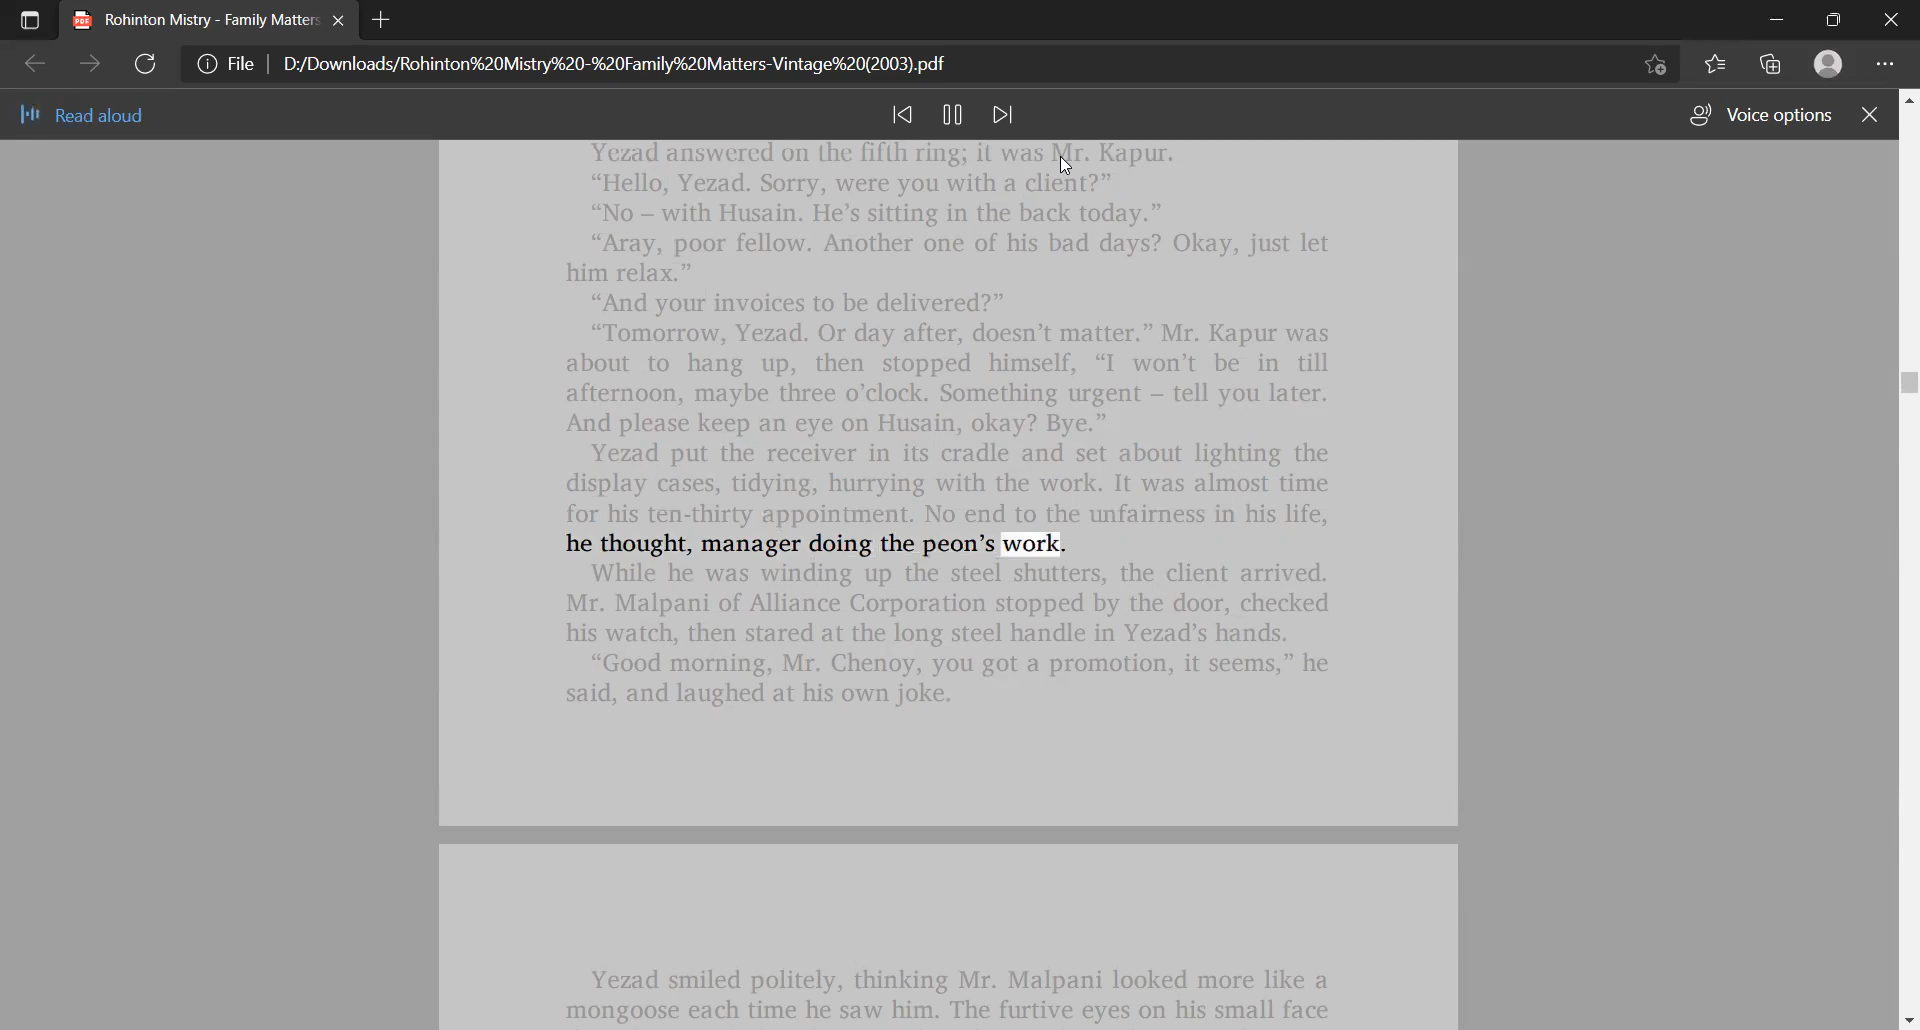 Rohinton Mistry - Family Matters
File
D:/Downloads/Rohinton%20Mistry%20-%20Family%20Matters-Vintage%20(2003).pdf
Read aloud
Voice options
Yezad answered on the fifth ring; it was Mr. Kapur.
“Hello, Yezad. Sorry, were you with a client?”
“No – with Husain. He’s sitting in the back today.”
“Aray, poor fellow. Another one of his bad days? Okay, just let
him relax.”
“And your invoices to be delivered?”
“Tomorrow, Yezad. Or day after, doesn’t matter.” Mr. Kapur was
about to hang up, then stopped himself, “I won’t be in till
afternoon, maybe three o’clock. Something urgent – tell you later.
And please keep an eye on Husain, okay? Bye.”
Yezad put the receiver in its cradle and set about lighting the
display cases, tidying, hurrying with the work. It was almost time
for his ten-thirty appointment. No end to the unfairness in his life,
he thought, manager doing the peon’s work.
While he was winding up the steel shutters, the client arrived.
Mr. Malpani of Alliance Corporation stopped by the door, checked
his watch, then stared at the long steel handle in Yezad’s hands.
“Good morning, Mr. Chenoy, you got a promotion, it seems,” he
said, and laughed at his own joke.
Yezad smiled politely, thinking Mr. Malpani looked more like a
mongoose each time he saw him. The furtive eyes on his small face